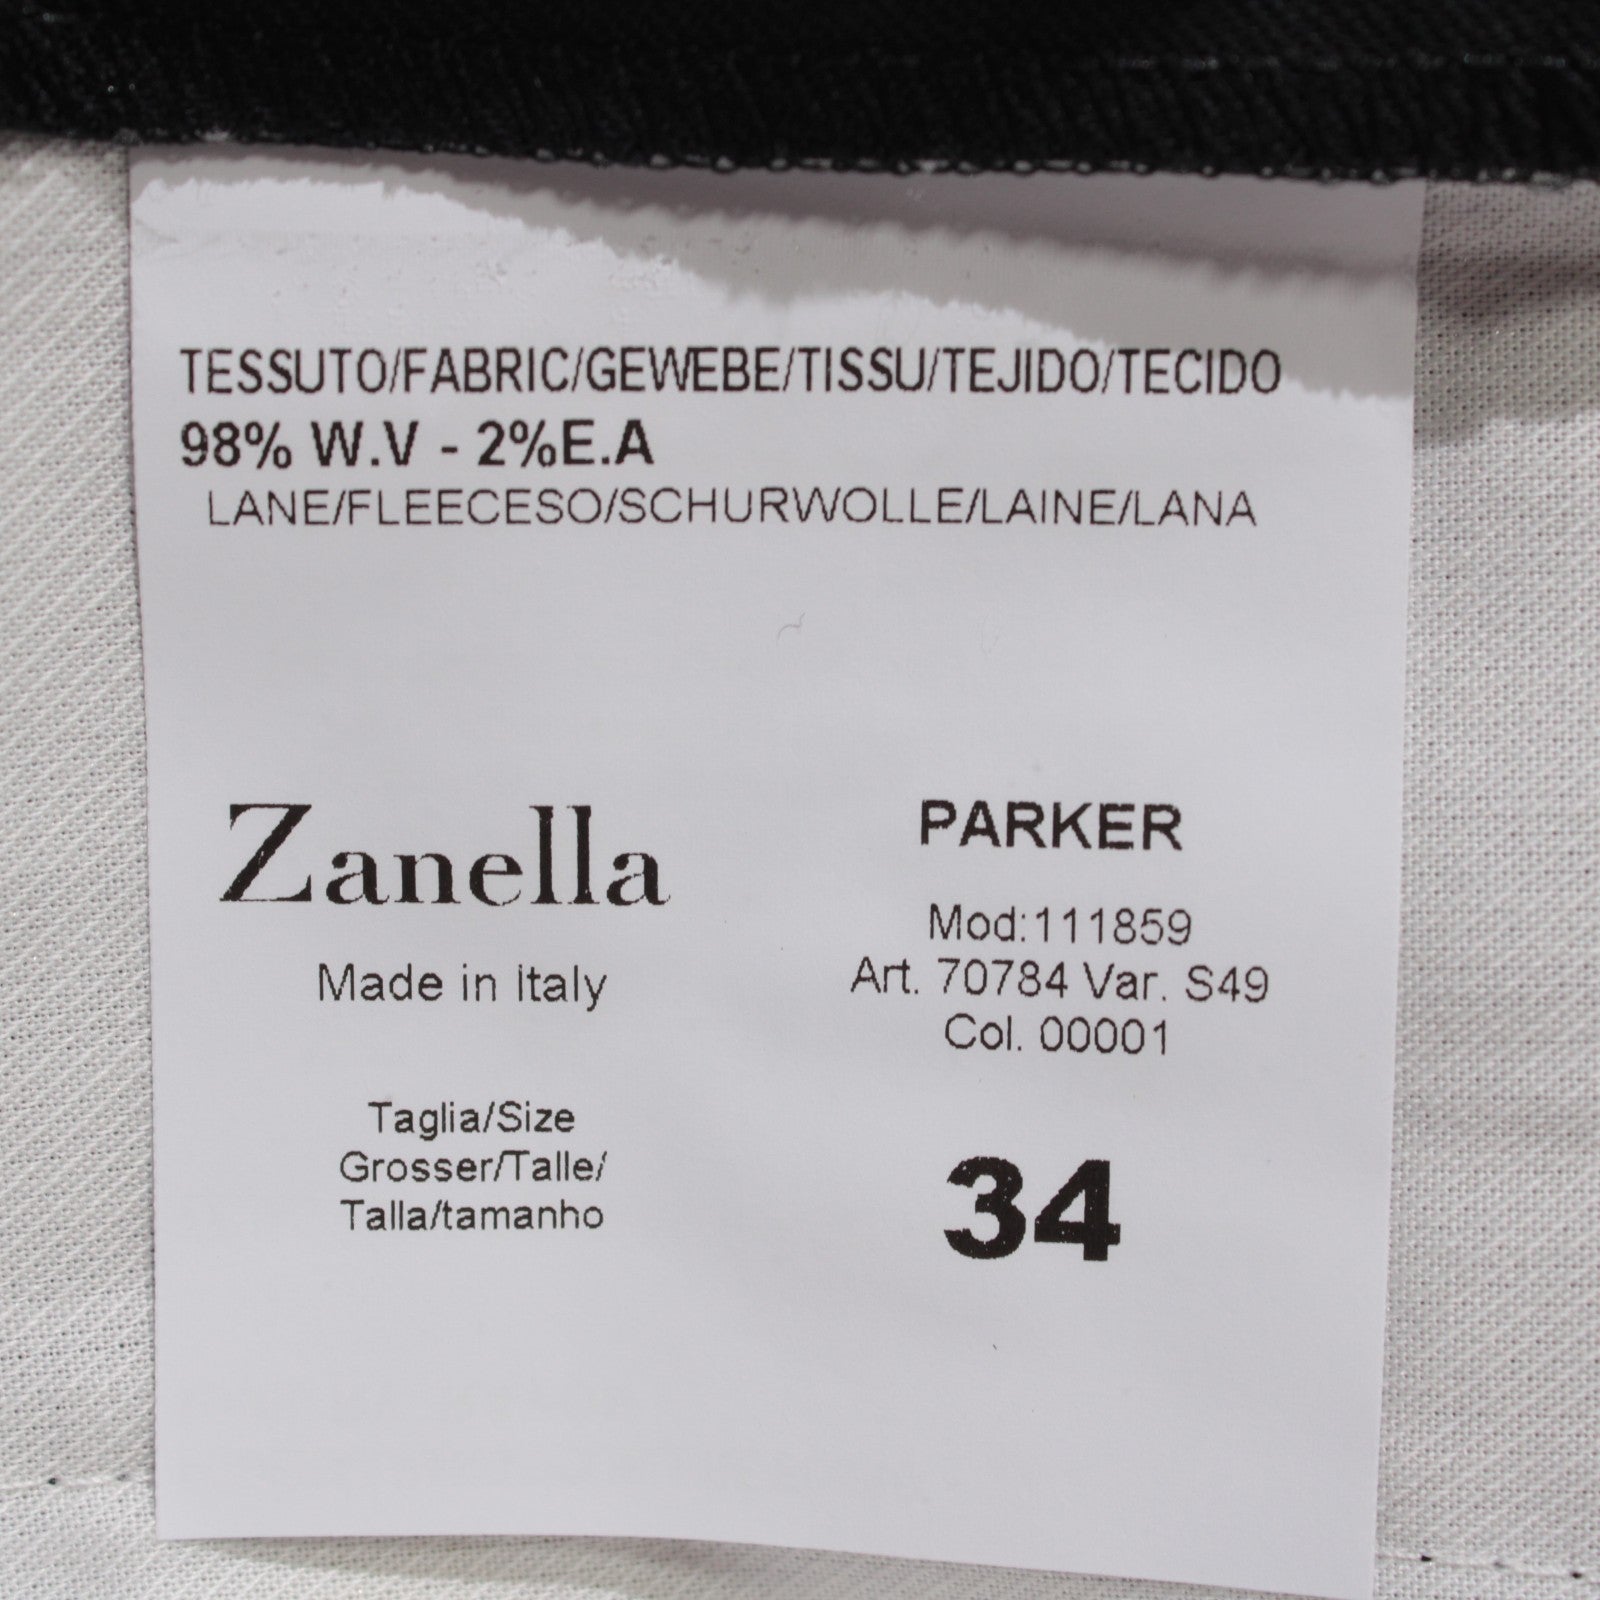 TESSUTO/FABRIC/GEWEBE/TISSU/TEJIDO/TECIDO
98% W.V - 2%E.A
LANE/FLEECESO/SCHURWOLLE/LAINE/LANA
Zanella
Made in Italy
PARKER
Mod:111859
Art. 70784 Var. S49
Col. 00001
Taglia/Size
Grosser/Talle/
Talla/tamanho
34